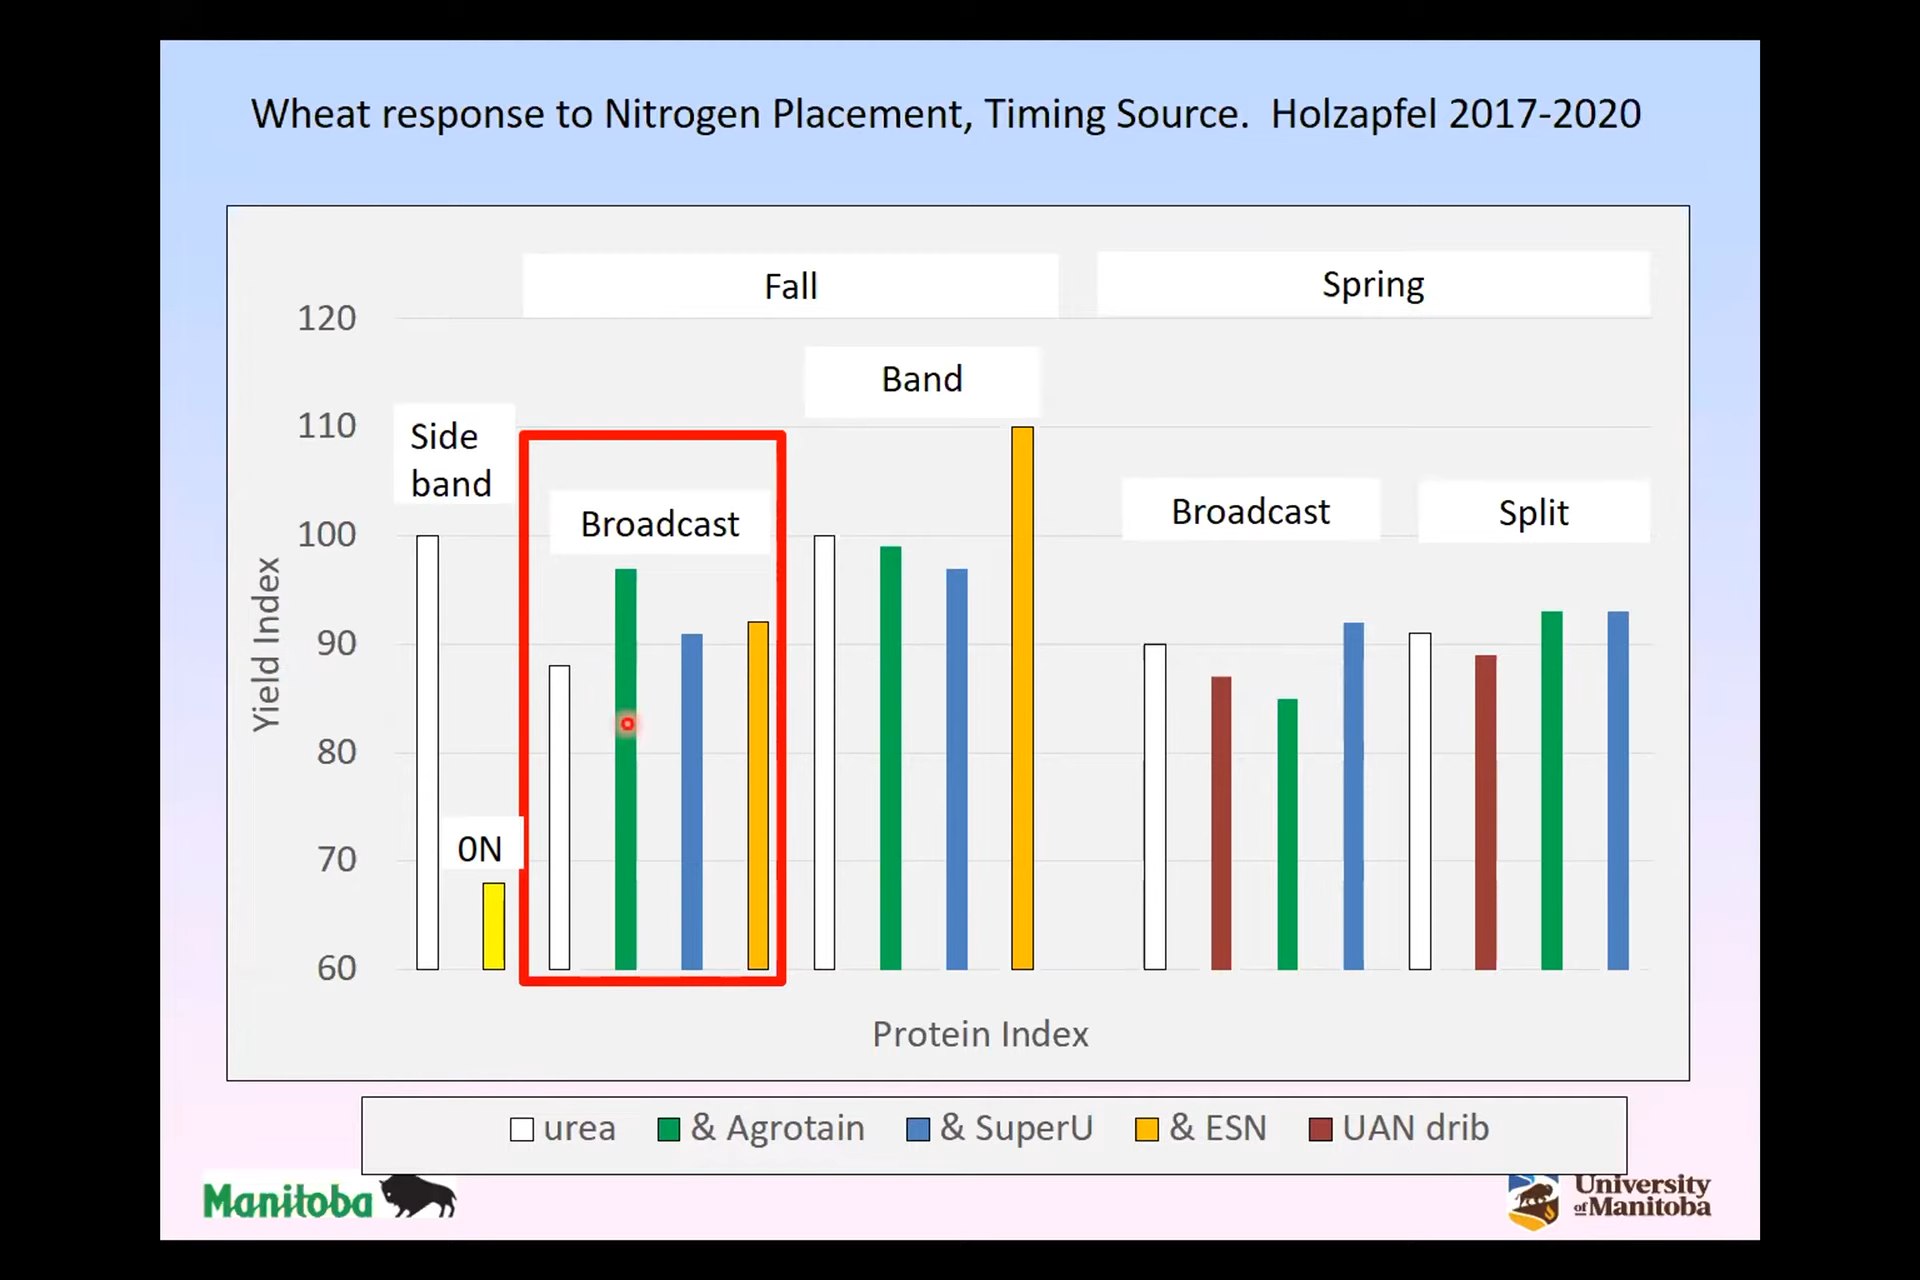 Wheat response to Nitrogen Placement, Timing Source.  Holzapfel 2017-2020
Fall
Spring
120
Band
110
Side
band
Broadcast
Broadcast
Split
100
90
80
0N
70
60
Yield Index
Protein Index
urea
& Agrotain
& SuperU
& ESN
UAN drib
Manitoba
University
of Manitoba